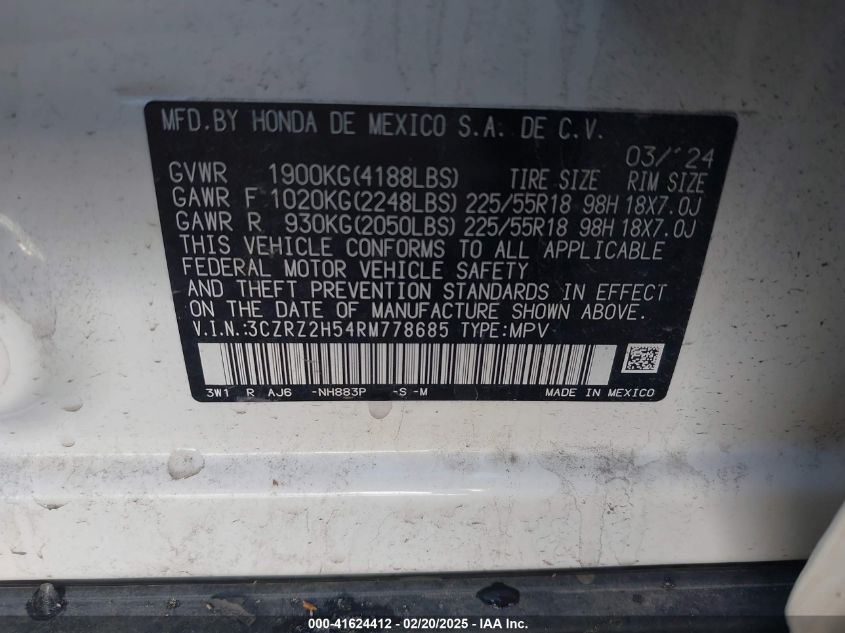 MFD.BY HONDA DE MEXICO S.A. DE C.V.
03/'24
GVWR 1900KG(4188LBS) TIRE SIZE RIM SIZE
GAWR F 1020KG(2248LBS) 225/55R18 98H 18X7.0J
GAWR R 930KG(2050LBS) 225/55R18 98H 18X7.0J
THIS VEHICLE CONFORMS TO ALL APPLICABLE
FEDERAL MOTOR VEHICLE SAFETY
AND THEFT PREVENTION STANDARDS IN EFFECT
ON THE DATE OF MANUFACTURE SHOWN ABOVE.
V.I.N.:3CZRZ2H54RM778685 TYPE:MPV
3W1 R AJ6 -NH883P -S -M MADE IN MEXICO
000-41624412 - 02/20/2025 - IAA Inc.